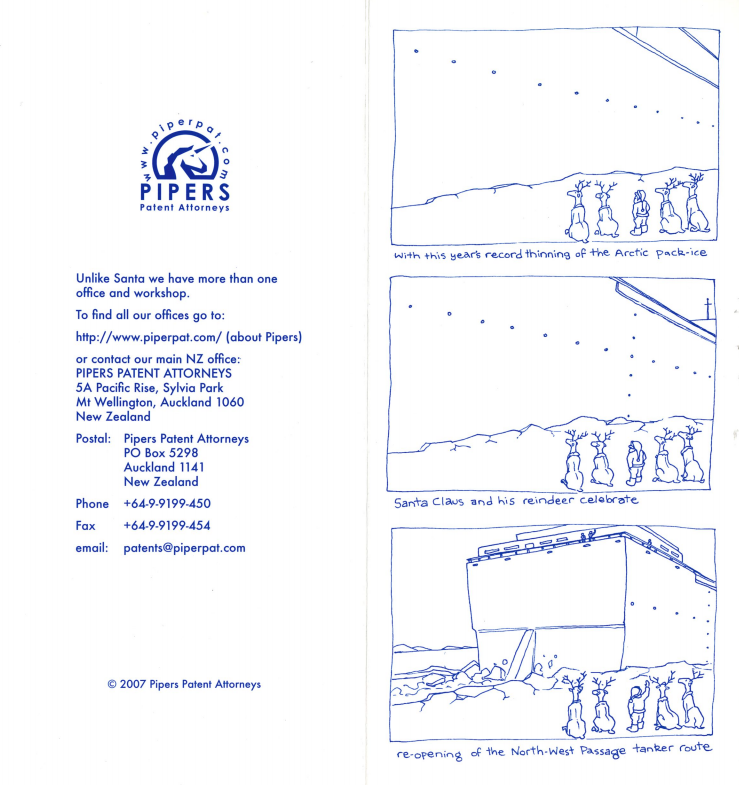 www.piperpat.com
PIPERS
Patent Attorneys
Unlike Santa we have more than one
office and workshop.
To find all our offices go to:
http://www.piperpat.com/ (about Pipers)
or contact our main NZ office:
PIPERS PATENT ATTORNEYS
5A Pacific Rise, Sylvia Park
Mt Wellington, Auckland 1060
New Zealand
Postal: Pipers Patent Attorneys
PO Box 5298
Auckland 1141
New Zealand
Phone +64-9-9199-450
Fax +64-9-9199-454
email: patents@piperpat.com
© 2007 Pipers Patent Attorneys
With this year's record thinning of the Arctic pack-ice
Santa Claus and his reindeer celebrate
re-opening of the North-West Passage tanker route